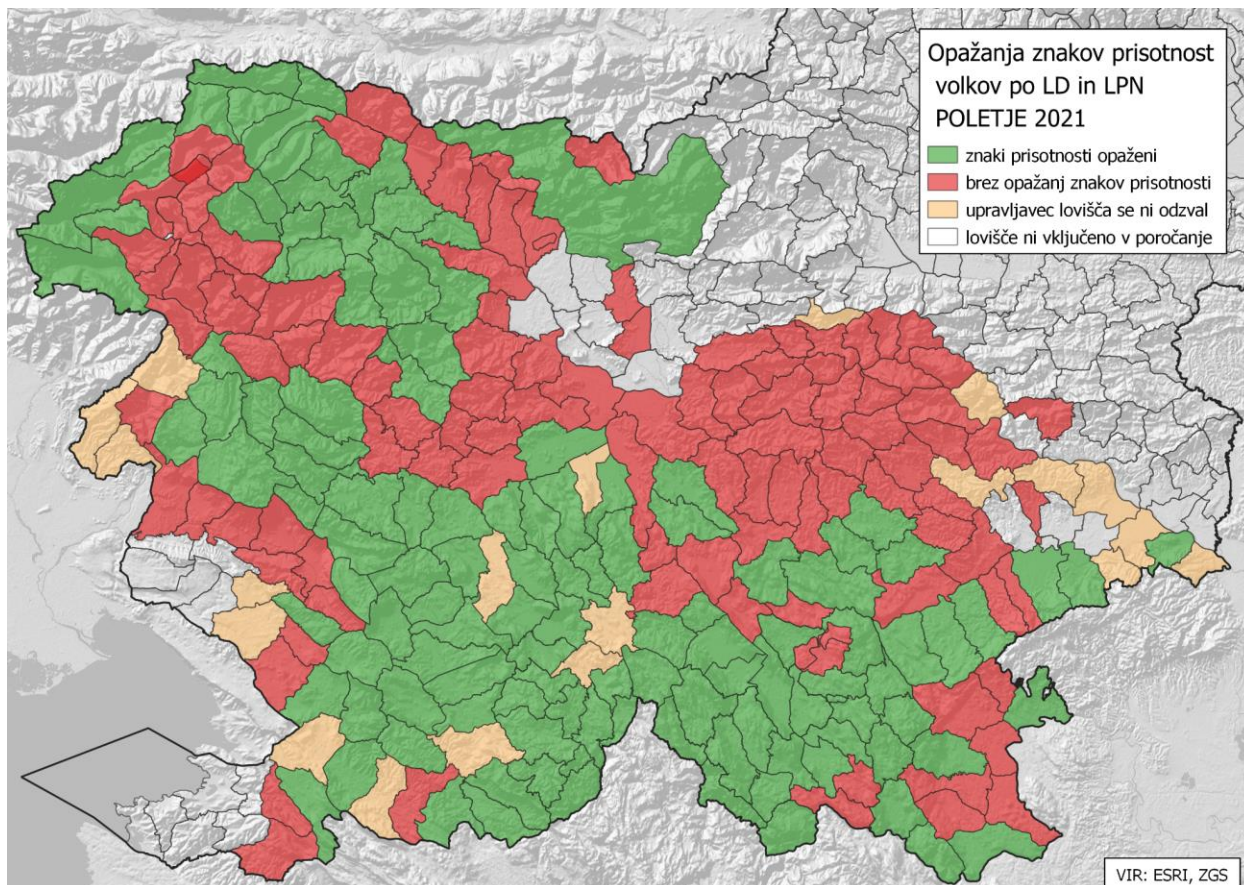 Opažanja znakov prisotnost
volkov po LD in LPN
POLETJE 2021
znaki prisotnosti opaženi
brez opažanj znakov prisotnosti
upravljavec lovišča se ni odzval
lovišče ni vključeno v poročanje
VIR: ESRI, ZGS